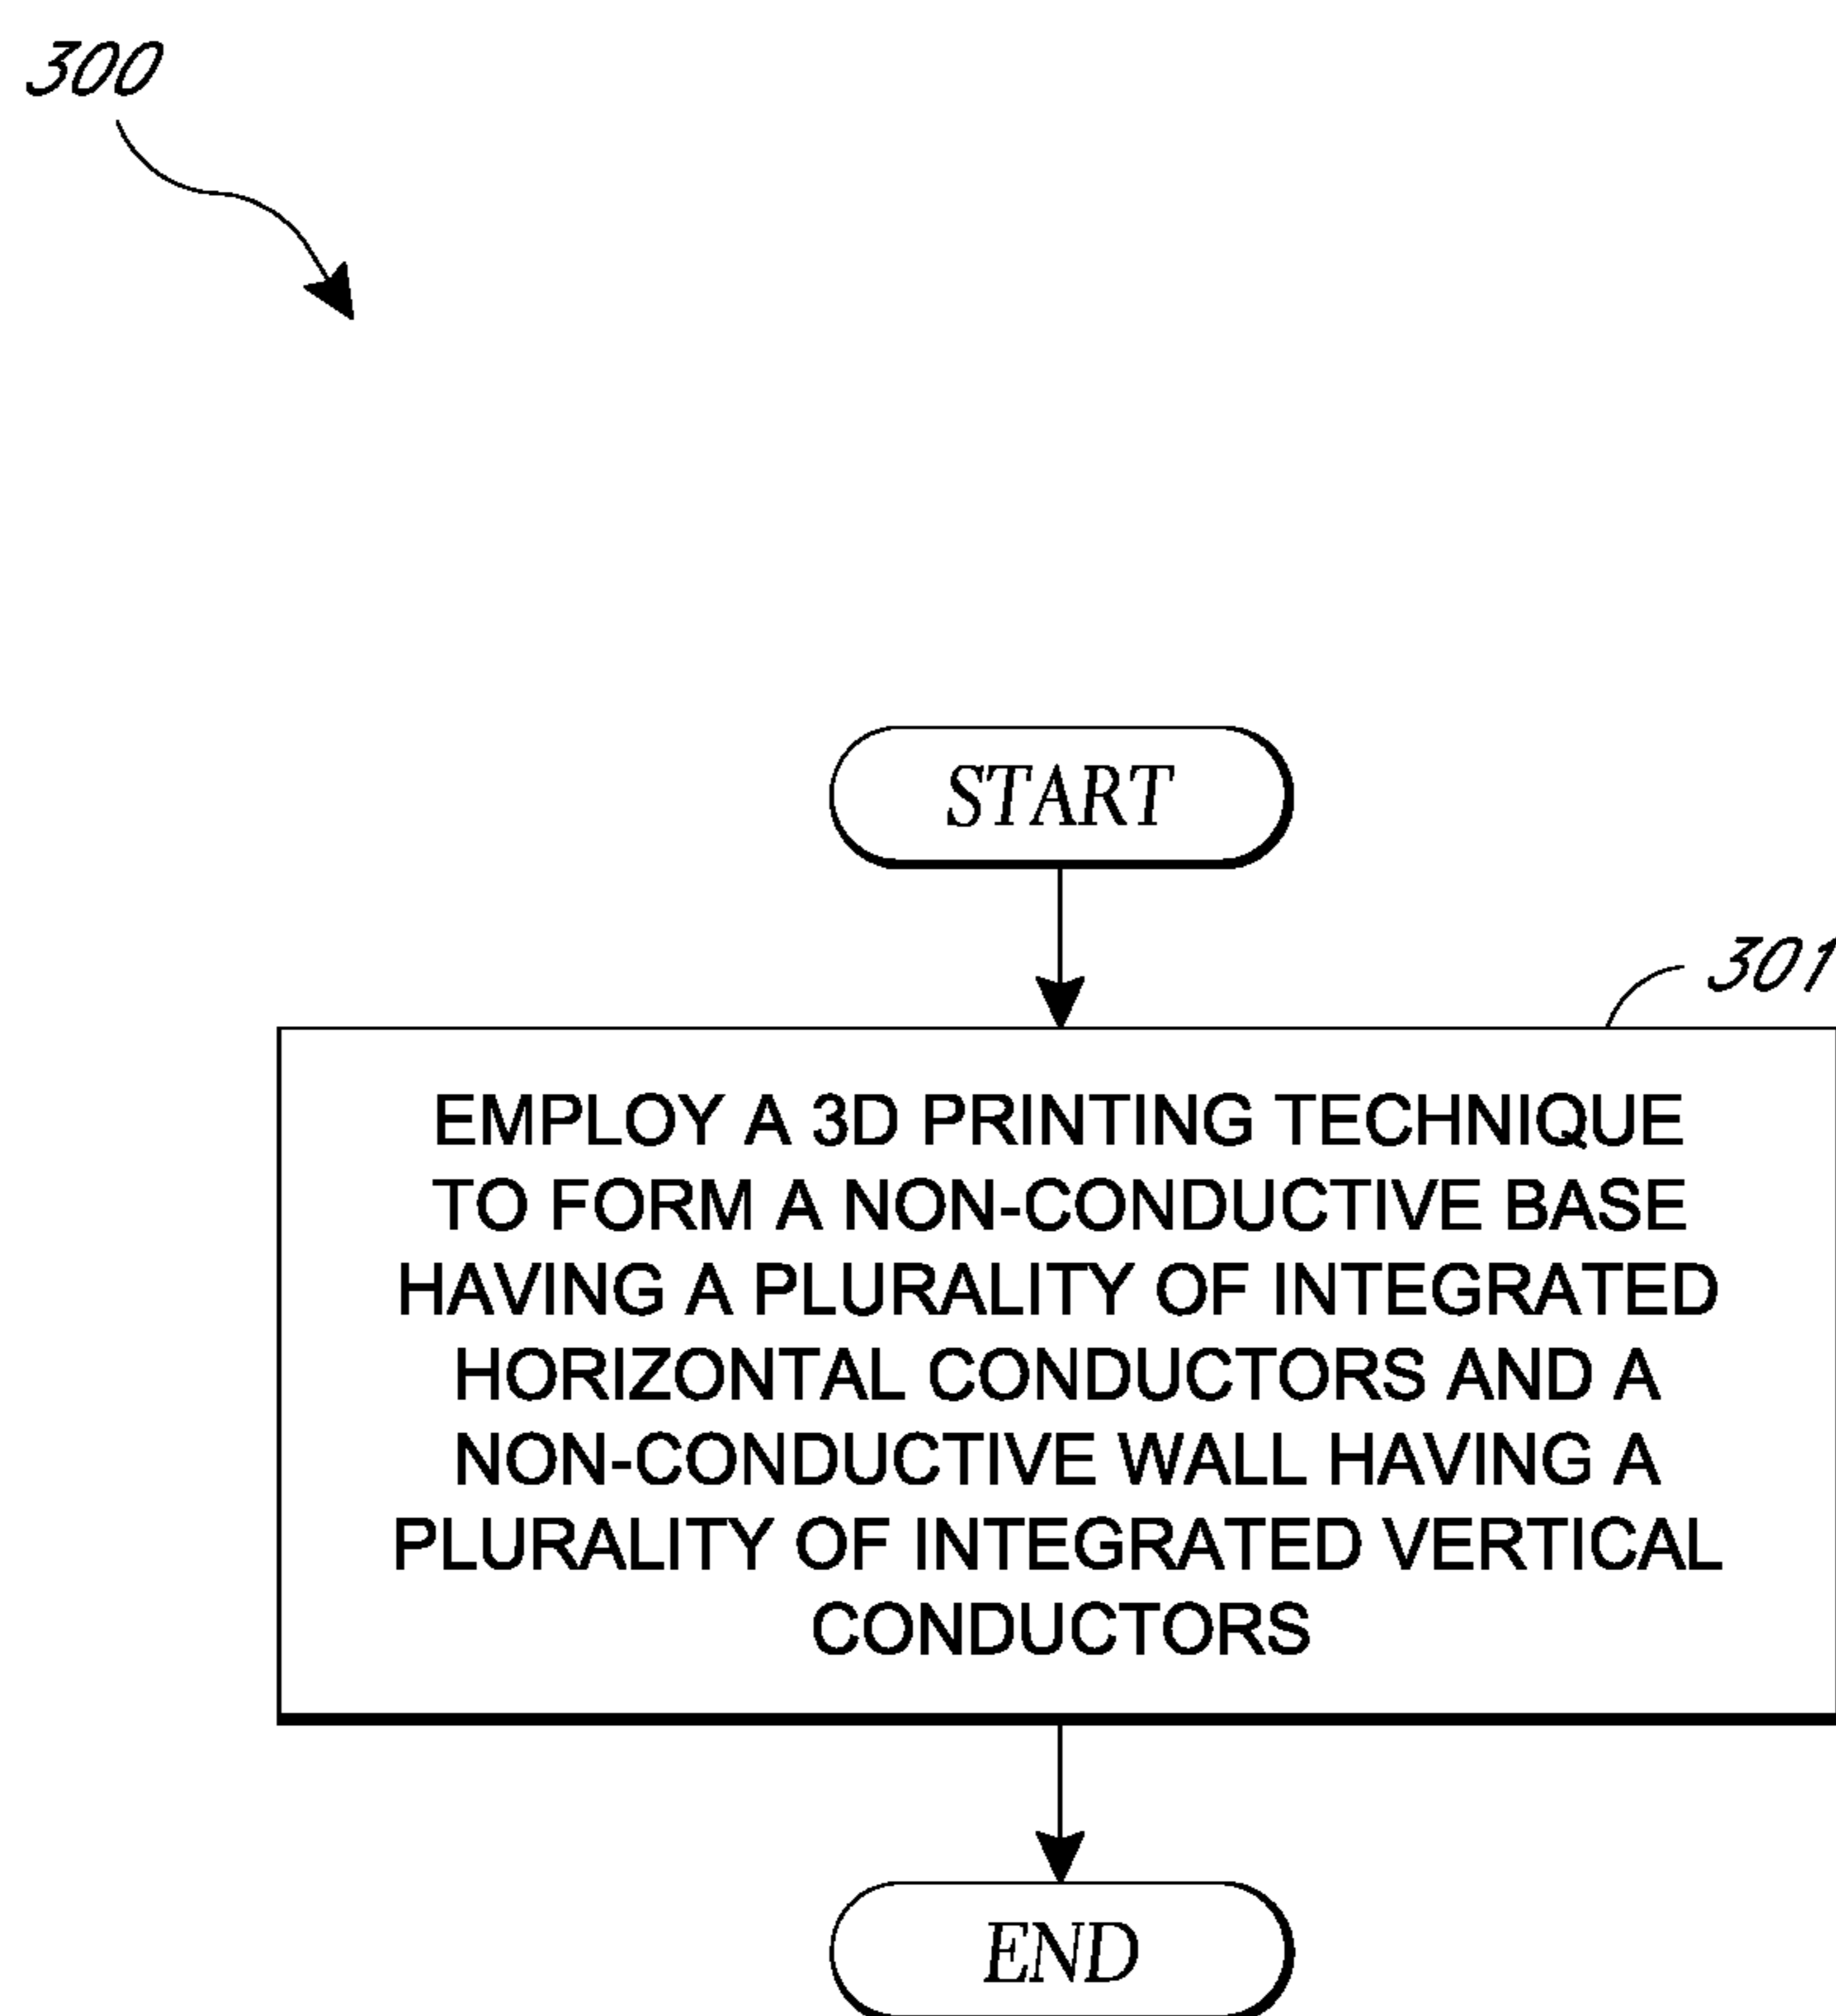 300
START
301
EMPLOY A 3D PRINTING TECHNIQUE
TO FORM A NON-CONDUCTIVE BASE
HAVING A PLURALITY OF INTEGRATED
HORIZONTAL CONDUCTORS AND A
NON-CONDUCTIVE WALL HAVING A
PLURALITY OF INTEGRATED VERTICAL
CONDUCTORS
END